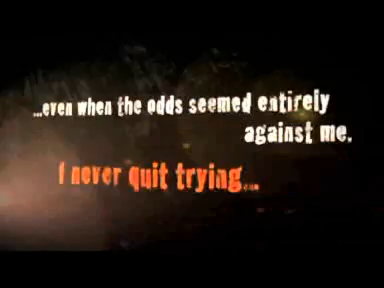 ...even when the odds seemed entirely
against me.
I never quit trying...